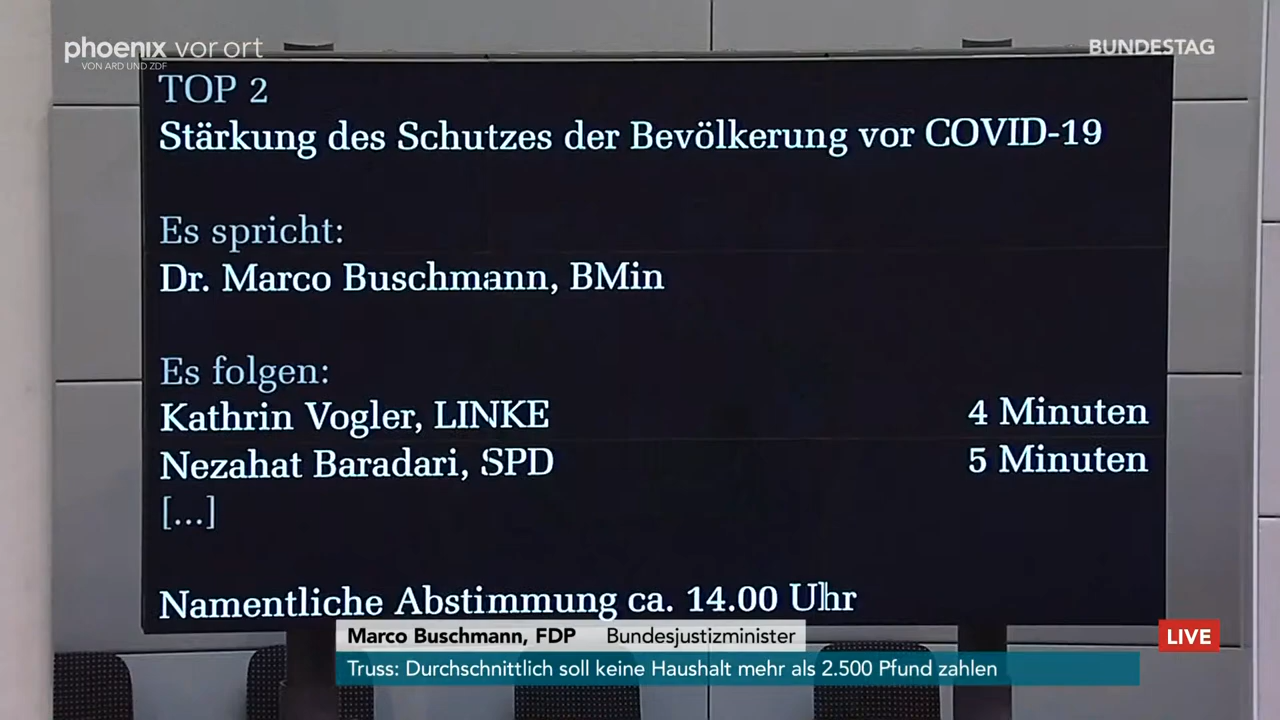 phoenix vor ort
VON ARD UND ZDF
BUNDESTAG
TOP 2
Stärkung des Schutzes der Bevölkerung vor COVID-19
Es spricht:
Dr. Marco Buschmann, BMin
Es folgen:
Kathrin Vogler, LINKE 4 Minuten
Nezahat Baradari, SPD 5 Minuten
[...]
Namentliche Abstimmung ca. 14.00 Uhr
Marco Buschmann, FDP Bundesjustizminister
LIVE
Truss: Durchschnittlich soll keine Haushalt mehr als 2.500 Pfund zahlen